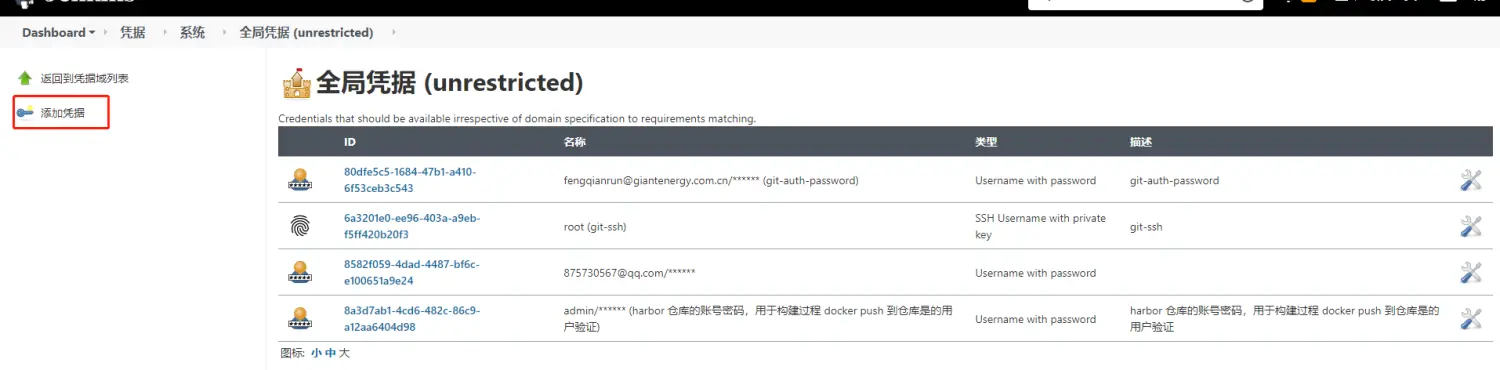 Dashboard 凭据 系统 全局凭据 (unrestricted)
返回到凭据域列表
添加凭据
全局凭据 (unrestricted)
Credentials that should be available irrespective of domain specification to requirements matching.
ID 名称 类型 描述
80dfe5c5-1684-47b1-a410-
6f53ceb3c543
fengqianrun@giantenergy.com.cn/****** (git-auth-password)
Username with password
git-auth-password
6a3201e0-ee96-403a-a9eb-
f5ff420b20f3
root (git-ssh)
SSH Username with private
key
git-ssh
8582f059-4dad-4487-bf6c-
e100651a9e24
875730567@qq.com/******
Username with password
8a3d7ab1-4cd6-482c-86c9-
a12aa6404d98
admin/****** (harbor 仓库的账号密码，用于构建过程 docker push 到仓库是的用
户验证)
Username with password
harbor 仓库的账号密码，用于构建过程 docker push 到仓库是的
用户验证
图标: 小 中 大